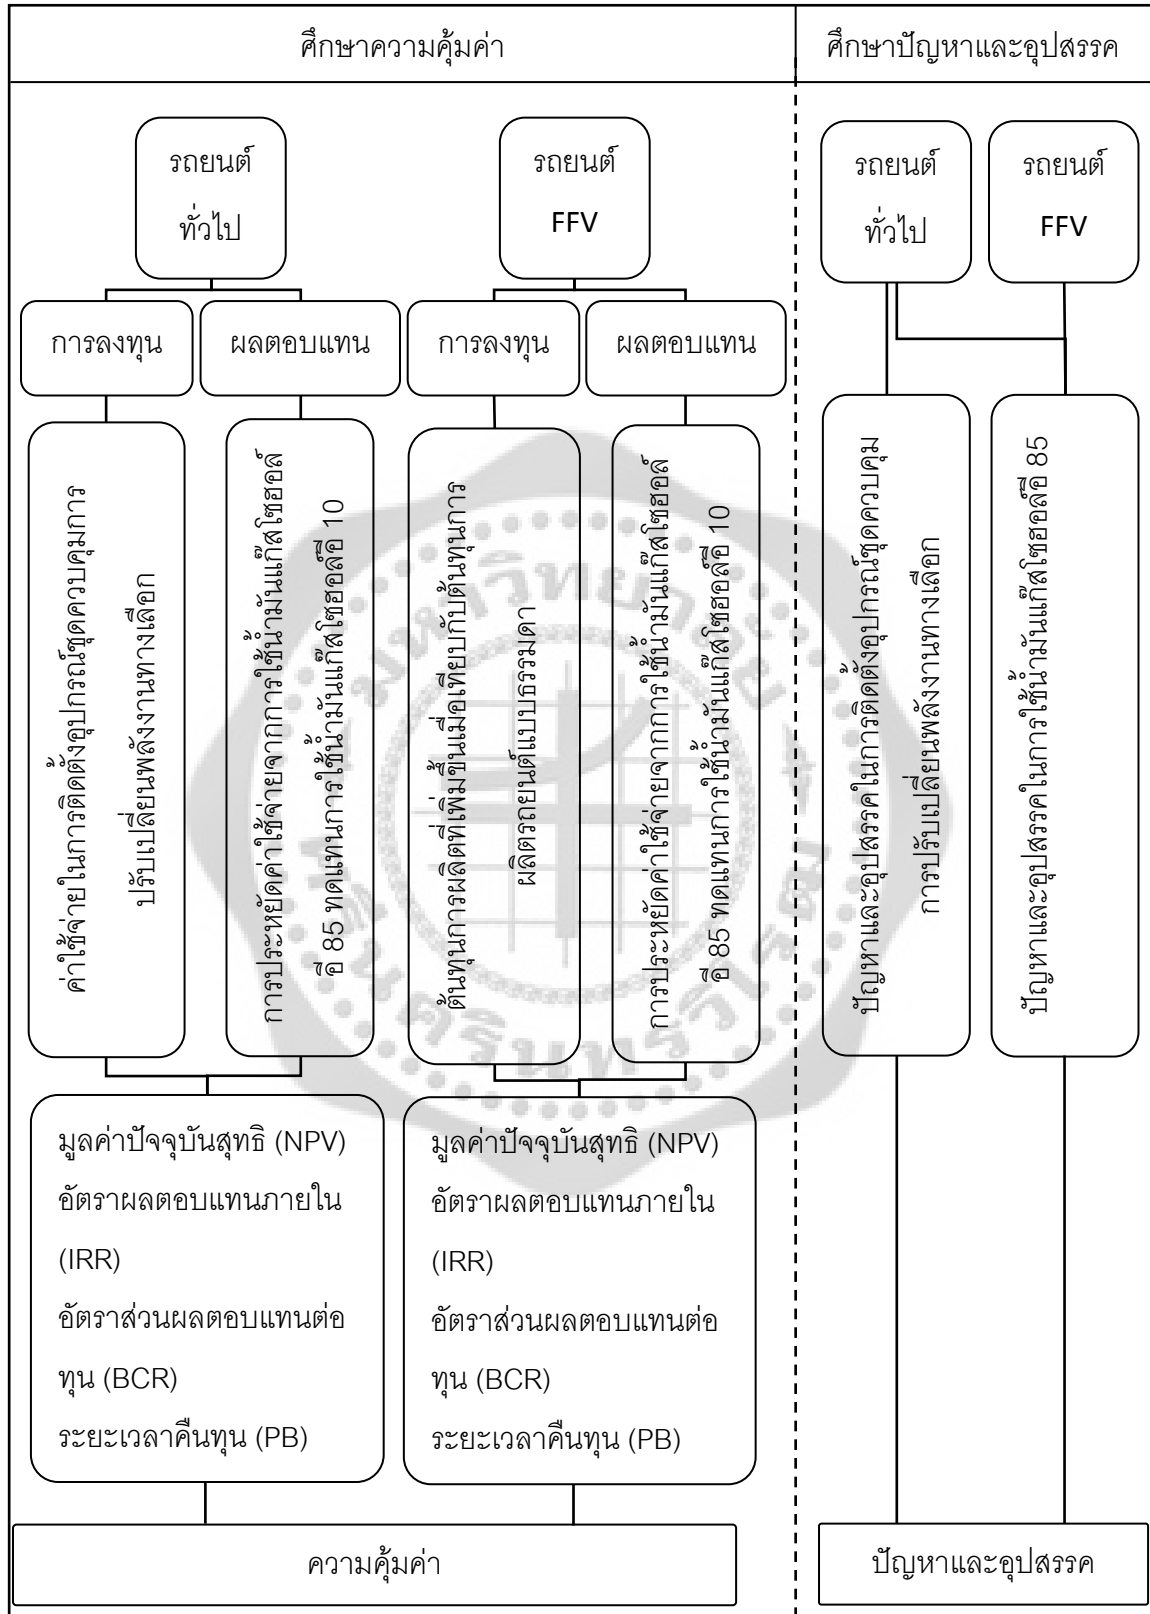 ศึกษาความคุ้มค่า
ศึกษาปัญหาและอุปสรรค
รถยนต์
ทั่วไป
รถยนต์
FFV
รถยนต์
ทั่วไป
รถยนต์
FFV
การลงทุน
ผลตอบแทน
การลงทุน
ผลตอบแทน
ค่าใช้จ่ายในการติดตั้งอุปกรณ์ชุดควบคุมการ
ปรับเปลี่ยนพลังงานทางเลือก
การประหยัดค่าใช้จ่ายจากการใช้น้ำมันแก๊สโซฮอล์
อี 85 ทดแทนการใช้น้ำมันแก๊สโซฮอล์อี 10
ต้นทุนการผลิตที่เพิ่มขึ้นเมื่อเทียบกับต้นทุนการ
ผลิตรถยนต์แบบธรรมดา
การประหยัดค่าใช้จ่ายจากการใช้น้ำมันแก๊สโซฮอล์
อี 85 ทดแทนการใช้น้ำมันแก๊สโซฮอล์อี 10
ปัญหาและอุปสรรคในการติดตั้งอุปกรณ์ชุดควบคุม
การปรับเปลี่ยนพลังงานทางเลือก
ปัญหาและอุปสรรคในการใช้น้ำมันแก๊สโซฮอล์อี 85
มูลค่าปัจจุบันสุทธิ (NPV)
อัตราผลตอบแทนภายใน
(IRR)
อัตราส่วนผลตอบแทนต่อ
ทุน (BCR)
ระยะเวลาคืนทุน (PB)
มูลค่าปัจจุบันสุทธิ (NPV)
อัตราผลตอบแทนภายใน
(IRR)
อัตราส่วนผลตอบแทนต่อ
ทุน (BCR)
ระยะเวลาคืนทุน (PB)
ความคุ้มค่า
ปัญหาและอุปสรรค
มหาวิทยาลัย
ศรีนครินทรวิโรฒ